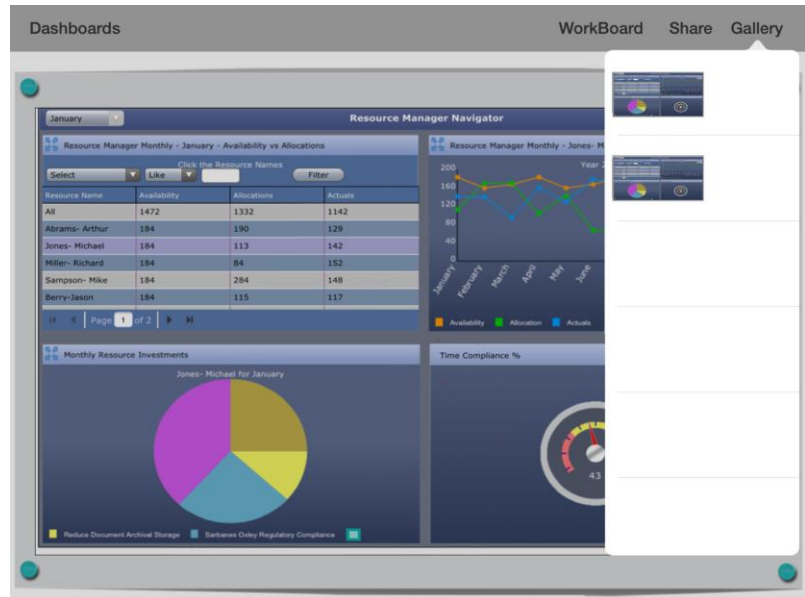 Dashboards WorkBoard Share Gallery
January Resource Manager Navigator
Resource Manager Monthly - January - Availability vs Allocations
Click the Resource Names
Select Like Filter
Resource Name Availability Allocations Actuals
All 1472 1332 1142
Abrams- Arthur 184 190 129
Jones- Michael 184 113 142
Miller- Richard 184 84 152
Sampson- Mike 184 284 148
Berry-Jason 184 115 117
Page 1 of 2
Resource Manager Monthly - Jones- M
Year 2
200
160
120
80
40
0
January February March April May June
Availability Allocation Actuals
Monthly Resource Investments
Jones- Michael for January
Reduce Document Archival Storage Sarbanes Oxley Regulatory Compliance
Time Compliance %
43